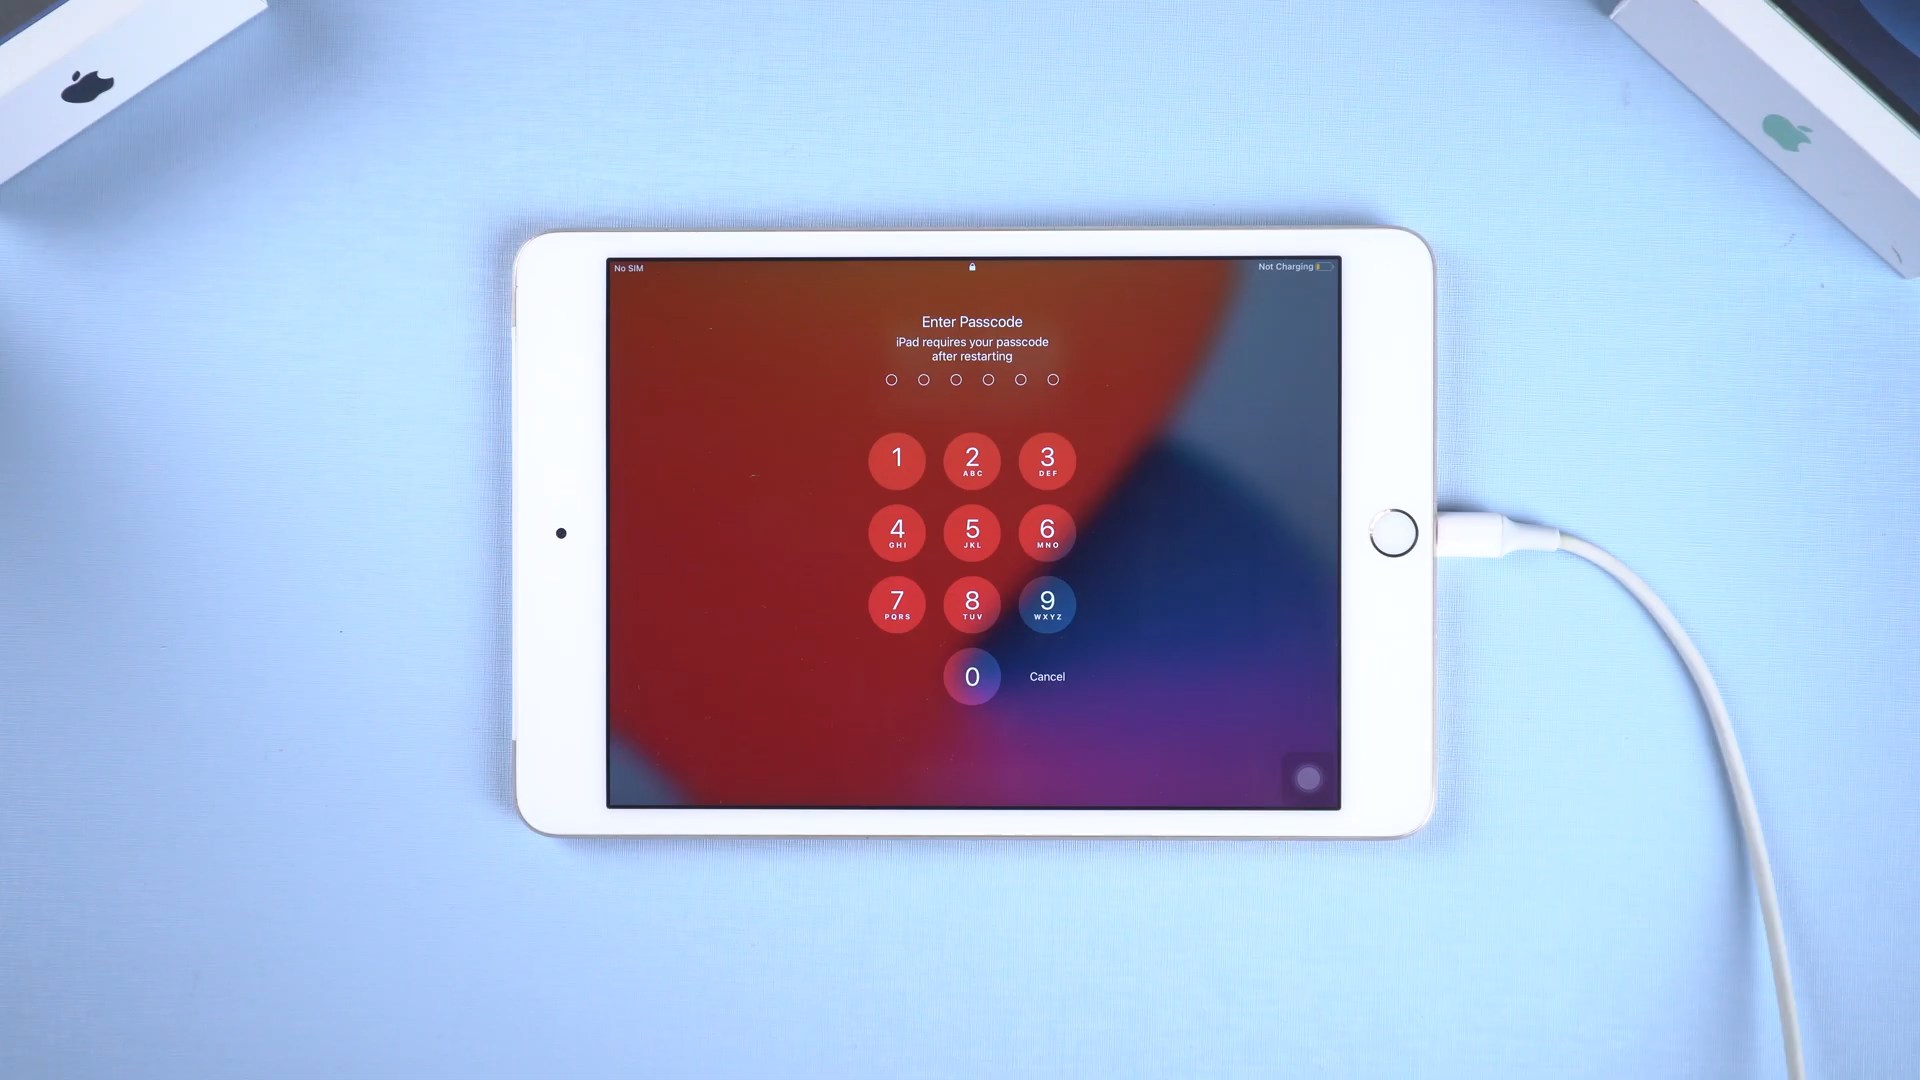 No SIM
Not Charging
Enter Passcode
iPad requires your passcode
after restarting
1
2
ABC
3
DEF
4
GHI
5
JKL
6
MNO
7
PQRS
8
TUV
9
WXYZ
0
Cancel